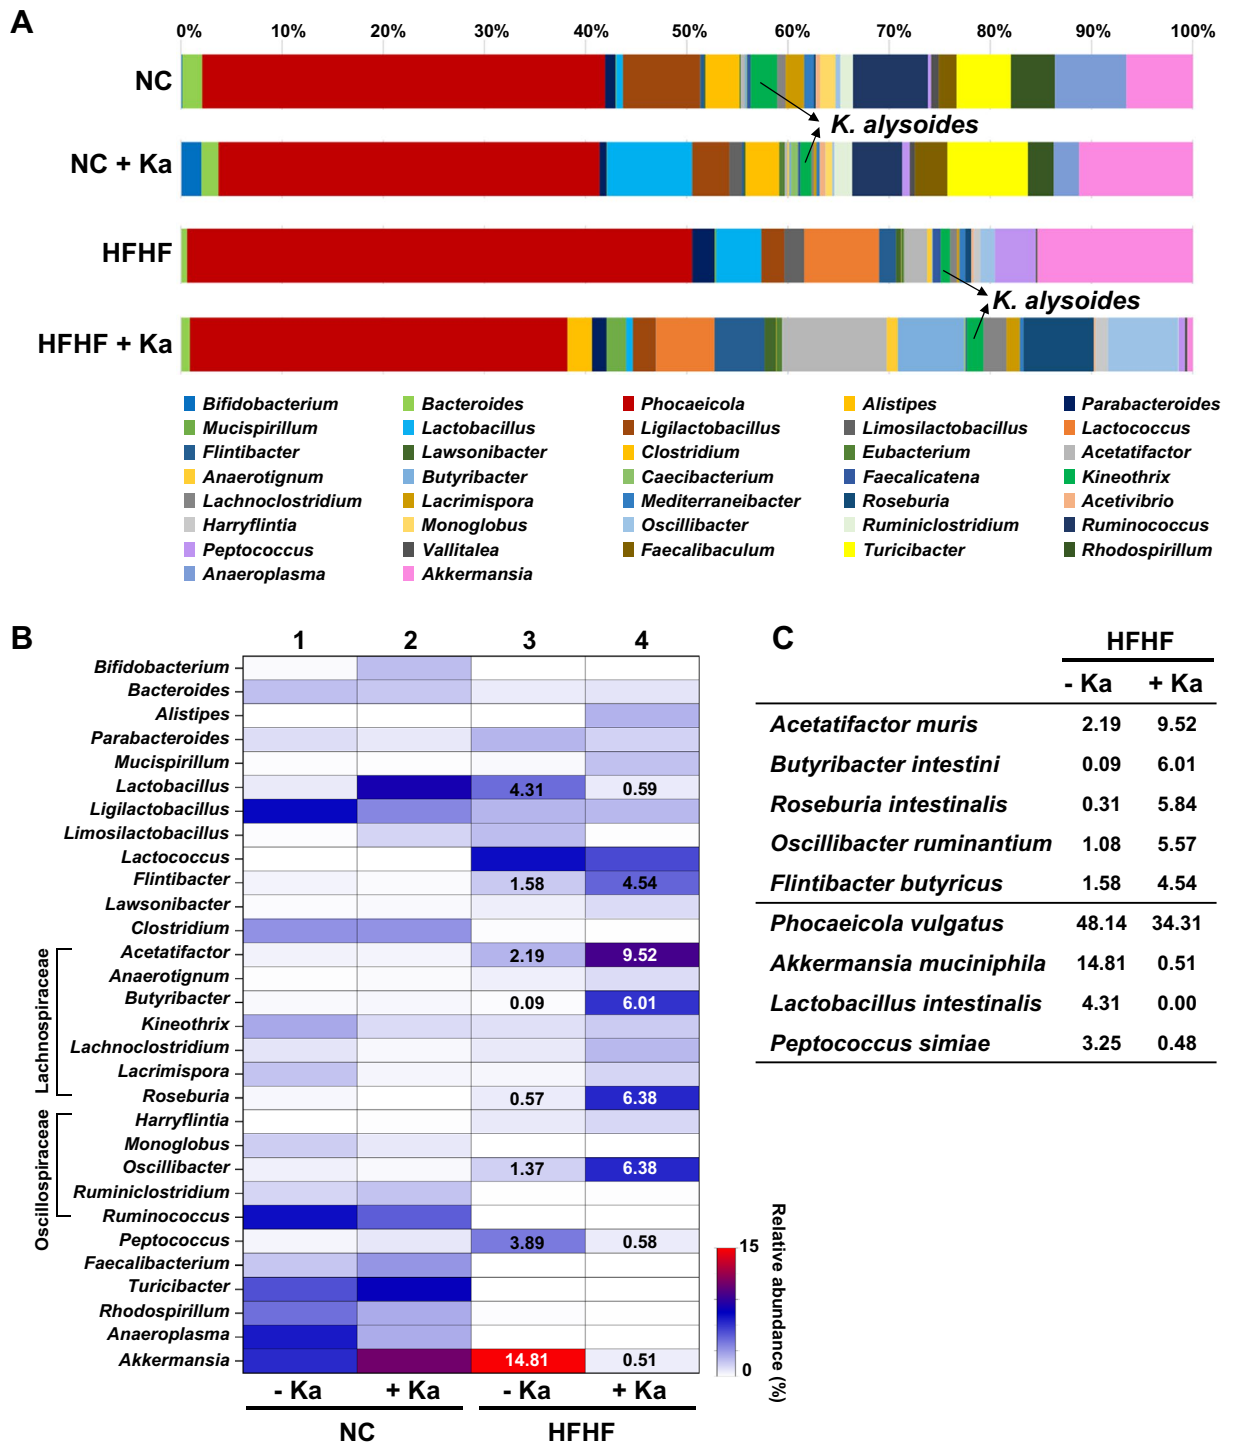 A
0% 10% 20% 30% 40% 50% 60% 70% 80% 90% 100%
NC
K. alysoides
NC + Ka
HFHF
K. alysoides
HFHF + Ka
Bifidobacterium Bacteroides Phocaeicola Alistipes Parabacteroides
Mucispirillum Lactobacillus Ligilactobacillus Limosilactobacillus Lactococcus
Flintibacter Lawsonibacter Clostridium Eubacterium Acetatifactor
Anaerotignum Butyribacter Caecibacterium Faecalicatena Kineothrix
Lachnoclostridium Lacrimispora Mediterraneibacter Roseburia Acetivibrio
Harryflintia Monoglobus Oscillibacter Ruminiclostridium Ruminococcus
Peptococcus Vallitalea Faecalibaculum Turicibacter Rhodospirillum
Anaeroplasma Akkermansia
B
1 2 3 4
Bifidobacterium
Bacteroides
Alistipes
Parabacteroides
Mucispirillum
Lactobacillus 4.31 0.59
Ligilactobacillus
Limosilactobacillus
Lactococcus
Flintibacter 1.58 4.54
Lawsonibacter
Clostridium
Acetatifactor 2.19 9.52
Anaerotignum
Butyribacter 0.09 6.01
Kineothrix
Lachnoclostridium
Lacrimispora
Roseburia 0.57 6.38
Harryflintia
Monoglobus
Oscillibacter 1.37 6.38
Ruminiclostridium
Ruminococcus
Peptococcus 3.89 0.58
Faecalibacterium
Turicibacter
Rhodospirillum
Anaeroplasma
Akkermansia 14.81 0.51
Lachnospiraceae
Oscillospiraceae
- Ka + Ka - Ka + Ka
NC HFHF
15
0
Relative abundance (%)
C
HFHF
- Ka + Ka
Acetatifactor muris 2.19 9.52
Butyribacter intestini 0.09 6.01
Roseburia intestinalis 0.31 5.84
Oscillibacter ruminantium 1.08 5.57
Flintibacter butyricus 1.58 4.54
Phocaeicola vulgatus 48.14 34.31
Akkermansia muciniphila 14.81 0.51
Lactobacillus intestinalis 4.31 0.00
Peptococcus simiae 3.25 0.48